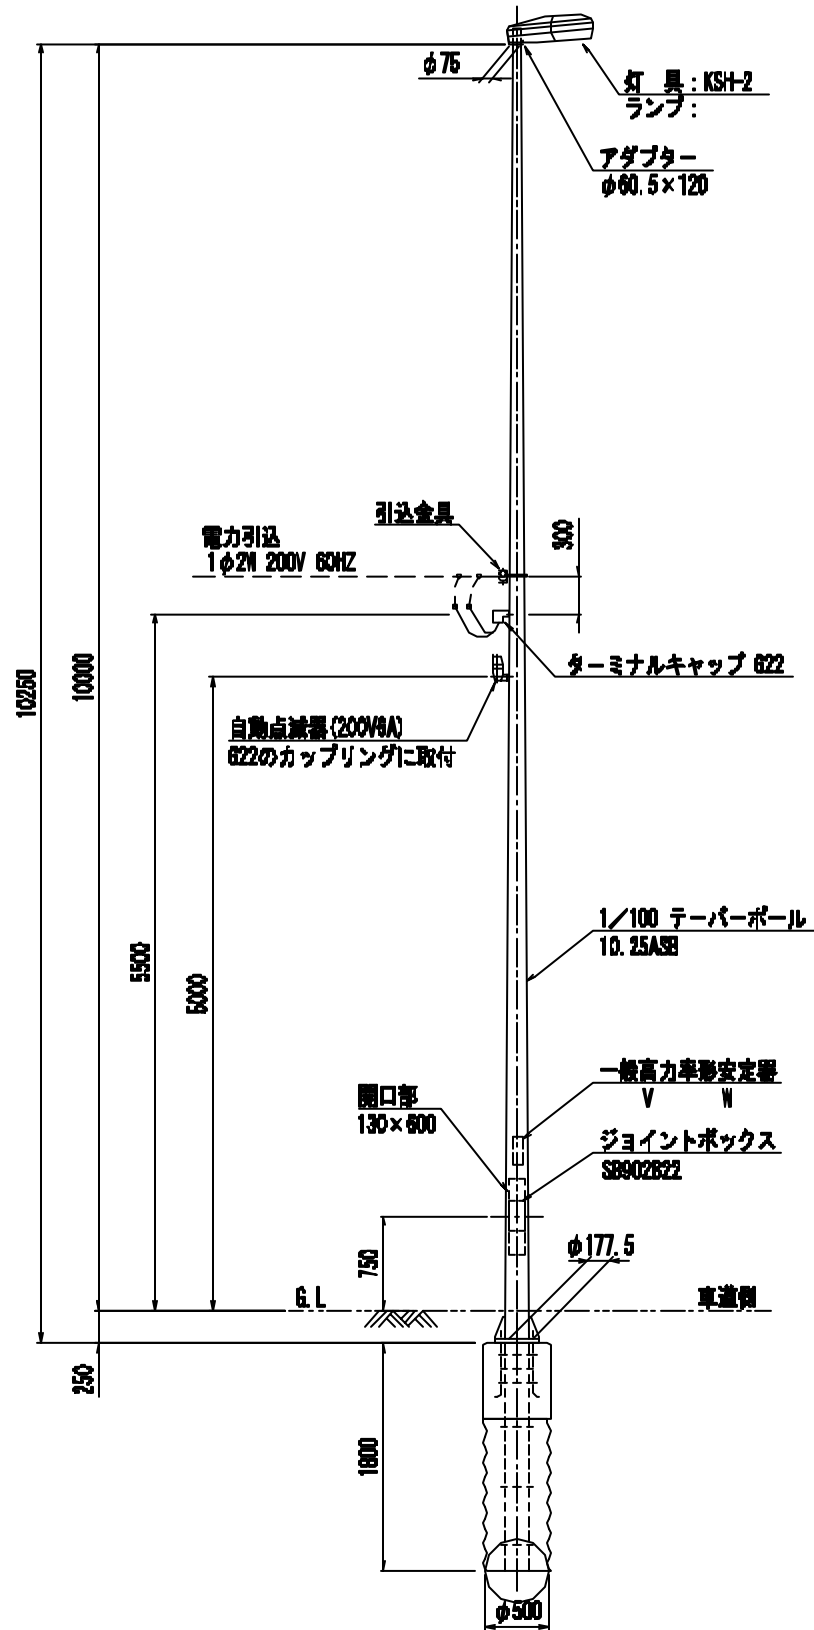 φ75
灯 具 : KSH-2
ランプ :
アダプター
φ60.5×120
引込金具
電力引込
1φ2W 200V 60HZ
300
ターミナルキャップ G22
自動点滅器(200V6A)
G22のカップリングに取付
10250
10000
5500
5000
1/100 テーパーポール
10.25ASB
一般高力率形安定器
V W
開口部
130×600
ジョイントボックス
SB902B22
750
φ177.5
G.L
車道側
250
1800
φ500